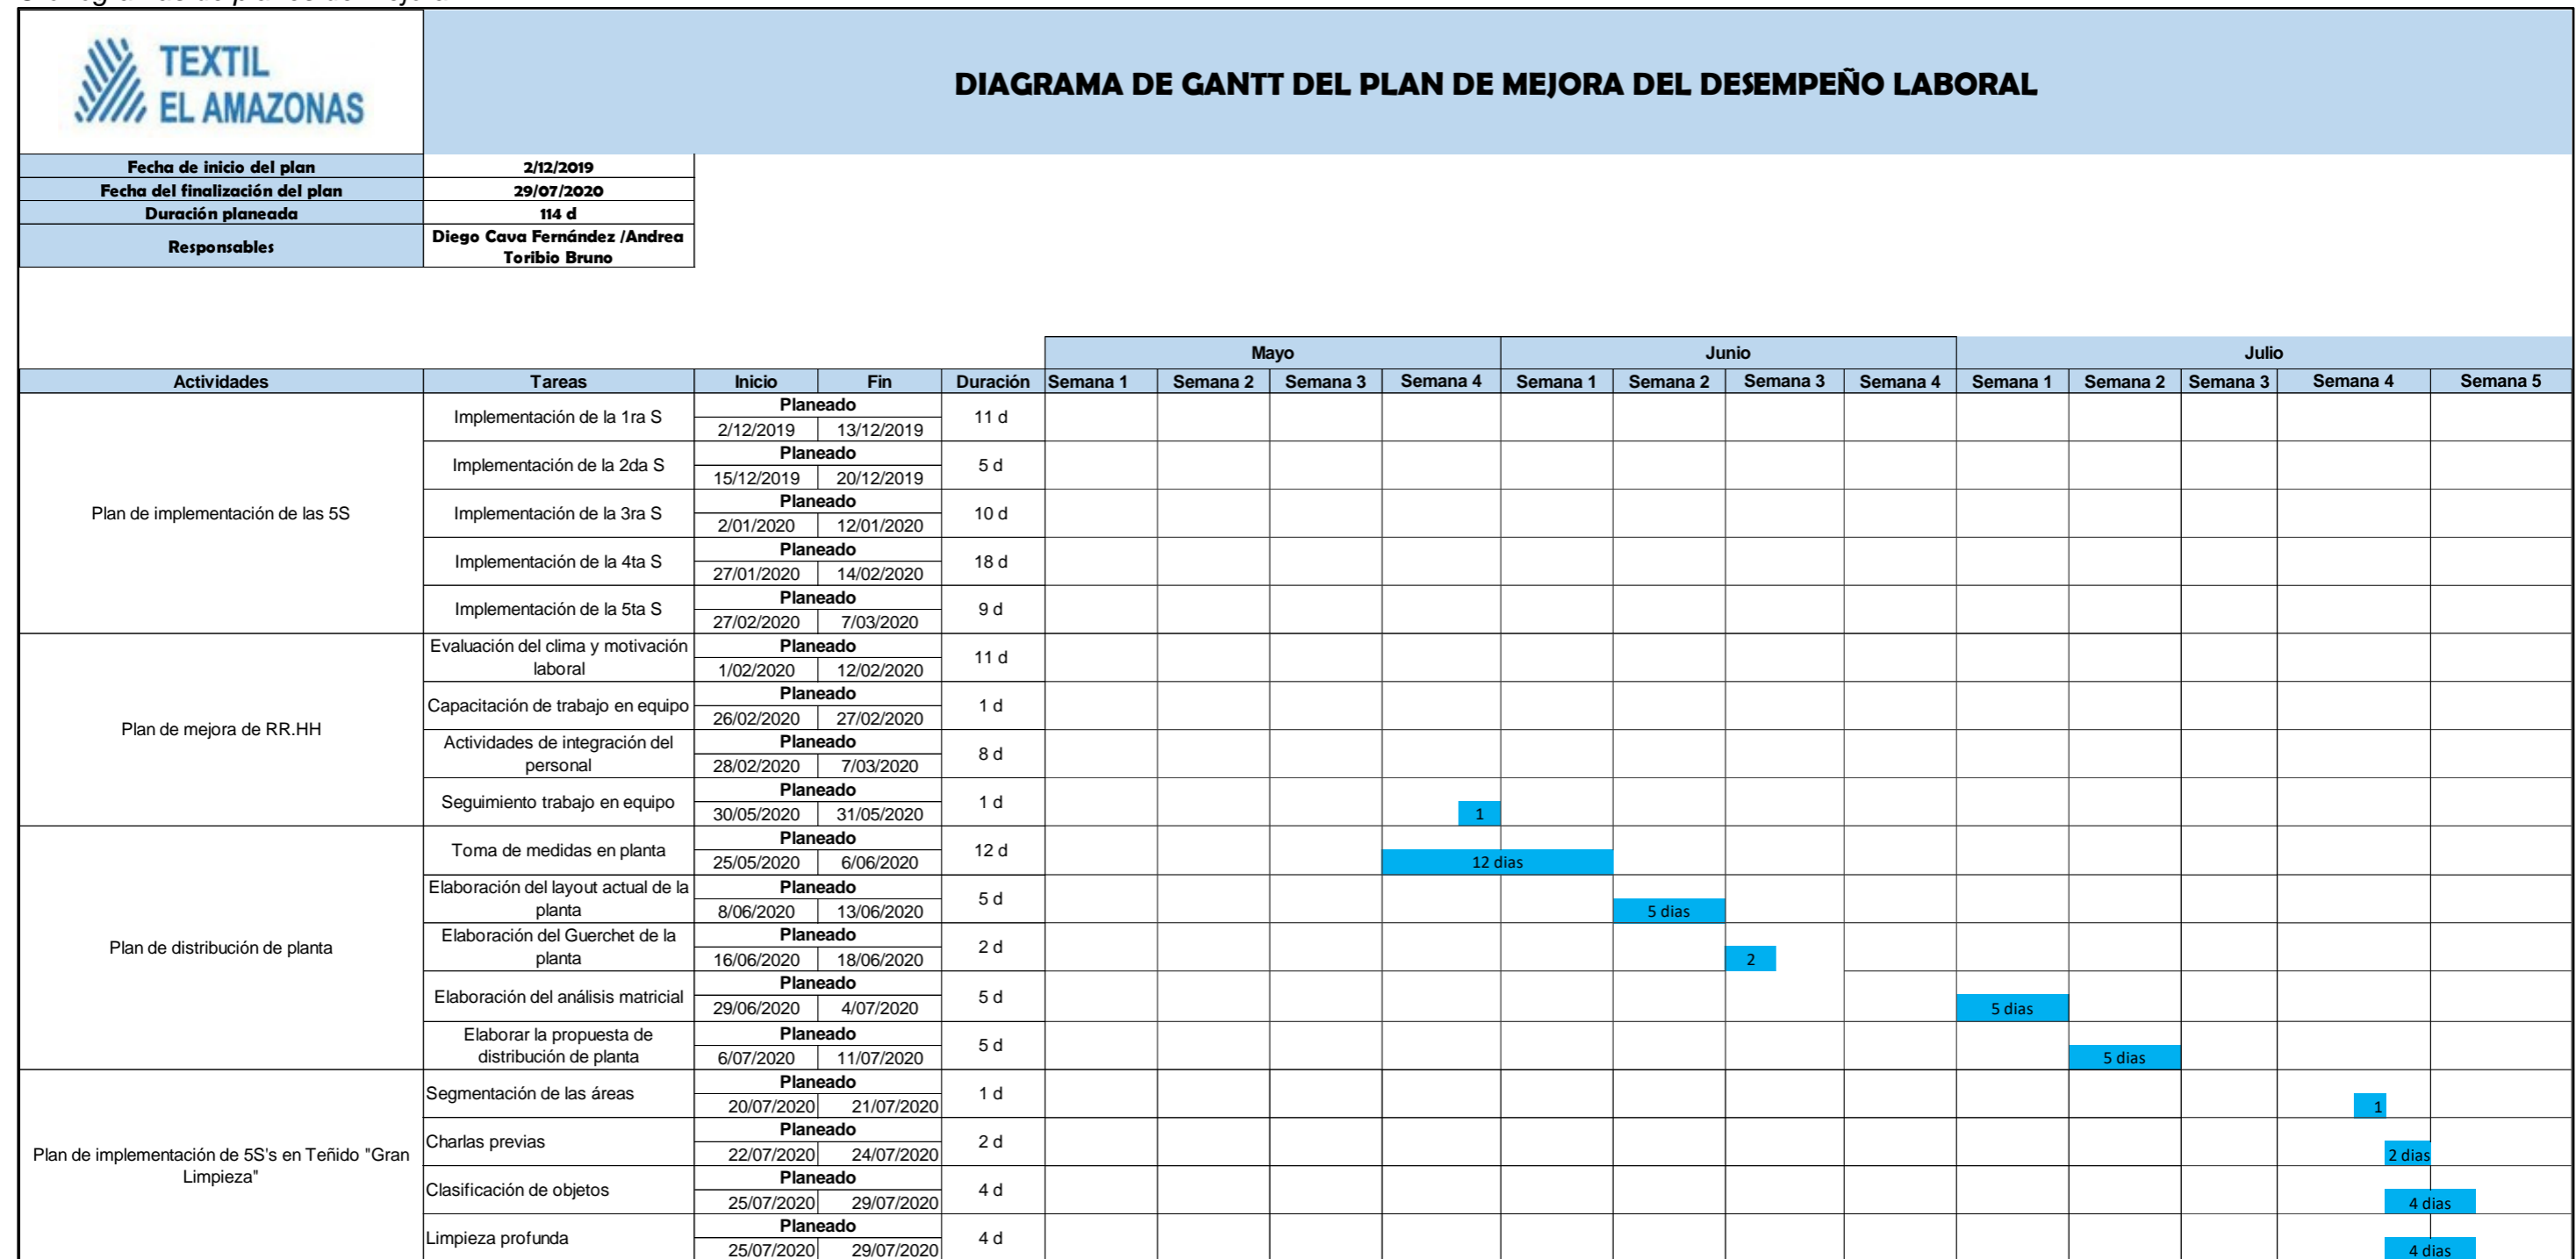 Cronogramas de planes de mejora
TEXTIL
EL AMAZONAS
DIAGRAMA DE GANTT DEL PLAN DE MEJORA DEL DESEMPEÑO LABORAL
Fecha de inicio del plan 2/12/2019
Fecha del finalización del plan 29/07/2020
Duración planeada 114 d
Responsables Diego Cava Fernández /Andrea
Toribio Bruno
Mayo Junio Julio
Actividades Tareas Inicio Fin Duración Semana 1 Semana 2 Semana 3 Semana 4 Semana 1 Semana 2 Semana 3 Semana 4 Semana 1 Semana 2 Semana 3 Semana 4 Semana 5
Plan de implementación de las 5S
Implementación de la 1ra S Planeado 11 d
2/12/2019 13/12/2019
Implementación de la 2da S Planeado 5 d
15/12/2019 20/12/2019
Implementación de la 3ra S Planeado 10 d
2/01/2020 12/01/2020
Implementación de la 4ta S Planeado 18 d
27/01/2020 14/02/2020
Implementación de la 5ta S Planeado 9 d
27/02/2020 7/03/2020
Plan de mejora de RR.HH
Evaluación del clima y motivación
laboral
Planeado 11 d
1/02/2020 12/02/2020
Capacitación de trabajo en equipo Planeado 1 d
26/02/2020 27/02/2020
Actividades de integración del
personal
Planeado 8 d
28/02/2020 7/03/2020
Seguimiento trabajo en equipo Planeado 1 d
30/05/2020 31/05/2020 1
Plan de distribución de planta
Toma de medidas en planta Planeado 12 d
25/05/2020 6/06/2020 12 dias
Elaboración del layout actual de la
planta
Planeado 5 d
8/06/2020 13/06/2020 5 dias
Elaboración del Guerchet de la
planta
Planeado 2 d
16/06/2020 18/06/2020 2
Elaboración del análisis matricial Planeado 5 d
29/06/2020 4/07/2020 5 dias
Elaborar la propuesta de
distribución de planta
Planeado 5 d
6/07/2020 11/07/2020 5 dias
Plan de implementación de 5S's en Teñido "Gran
Limpieza"
Segmentación de las áreas Planeado 1 d
20/07/2020 21/07/2020 1
Charlas previas Planeado 2 d
22/07/2020 24/07/2020 2 dias
Clasificación de objetos Planeado 4 d
25/07/2020 29/07/2020 4 dias
Limpieza profunda Planeado 4 d
25/07/2020 29/07/2020 4 dias